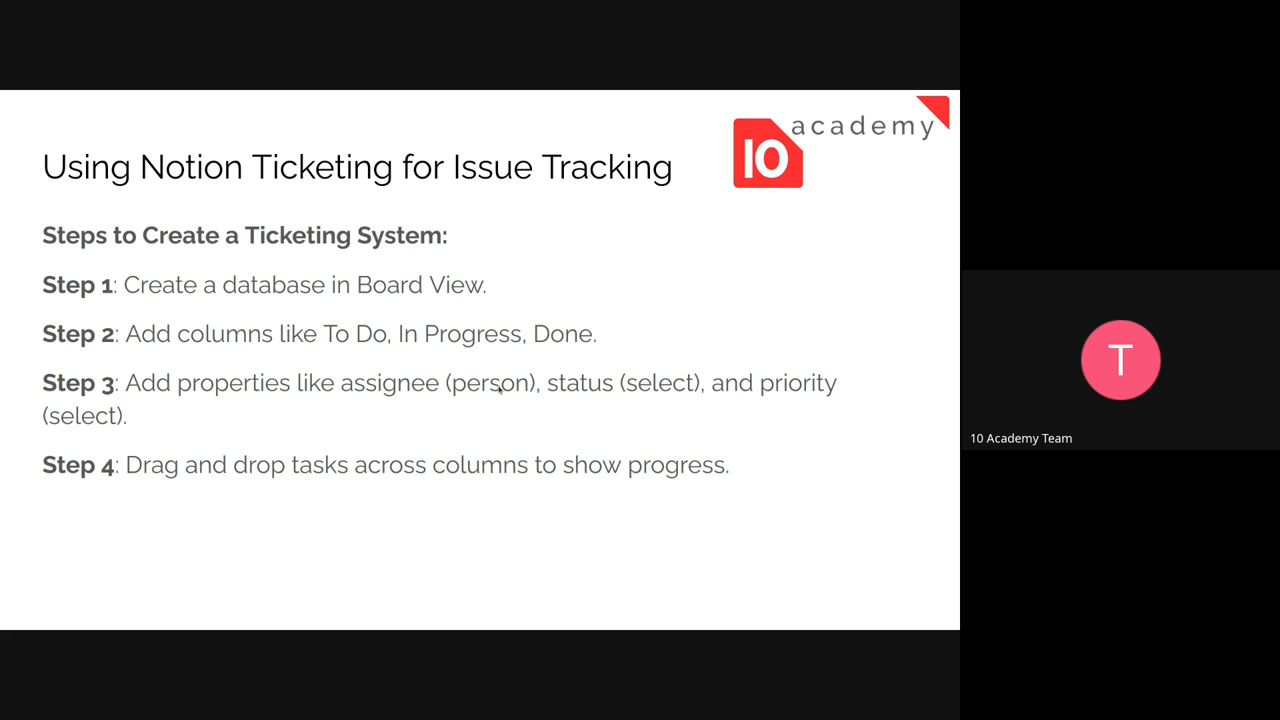 10 academy
Using Notion Ticketing for Issue Tracking
Steps to Create a Ticketing System:
Step 1: Create a database in Board View.
Step 2: Add columns like To Do, In Progress, Done.
Step 3: Add properties like assignee (person), status (select), and priority
(select).
Step 4: Drag and drop tasks across columns to show progress.
T
10 Academy Team